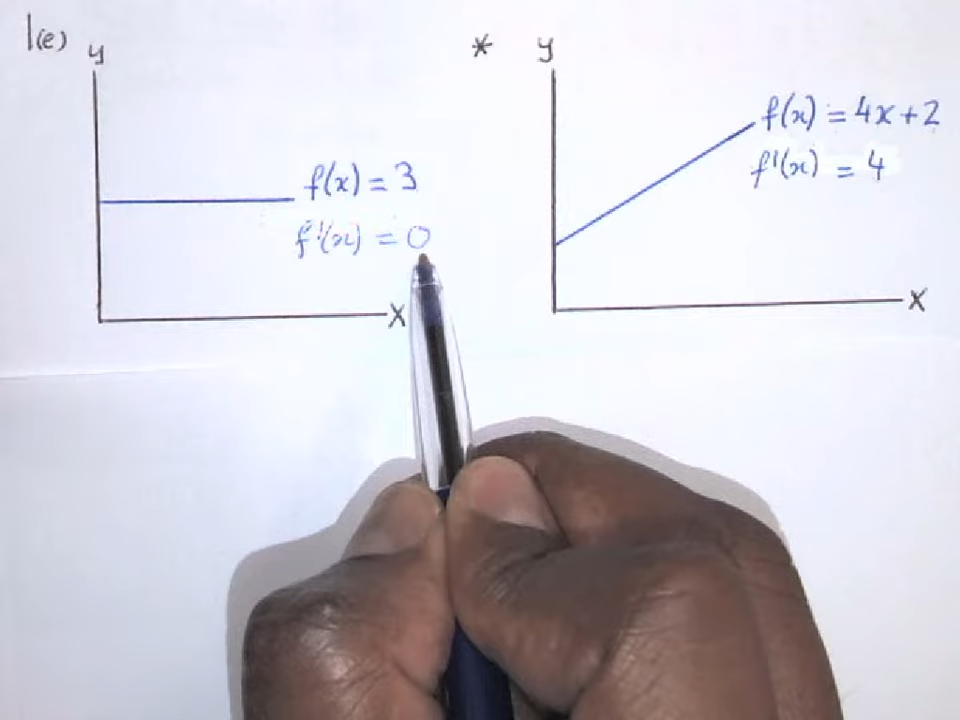 1(e)
y
f(x) = 3
f'(x) = 0
X
*
y
f(x) = 4x+2
f'(x) = 4
X